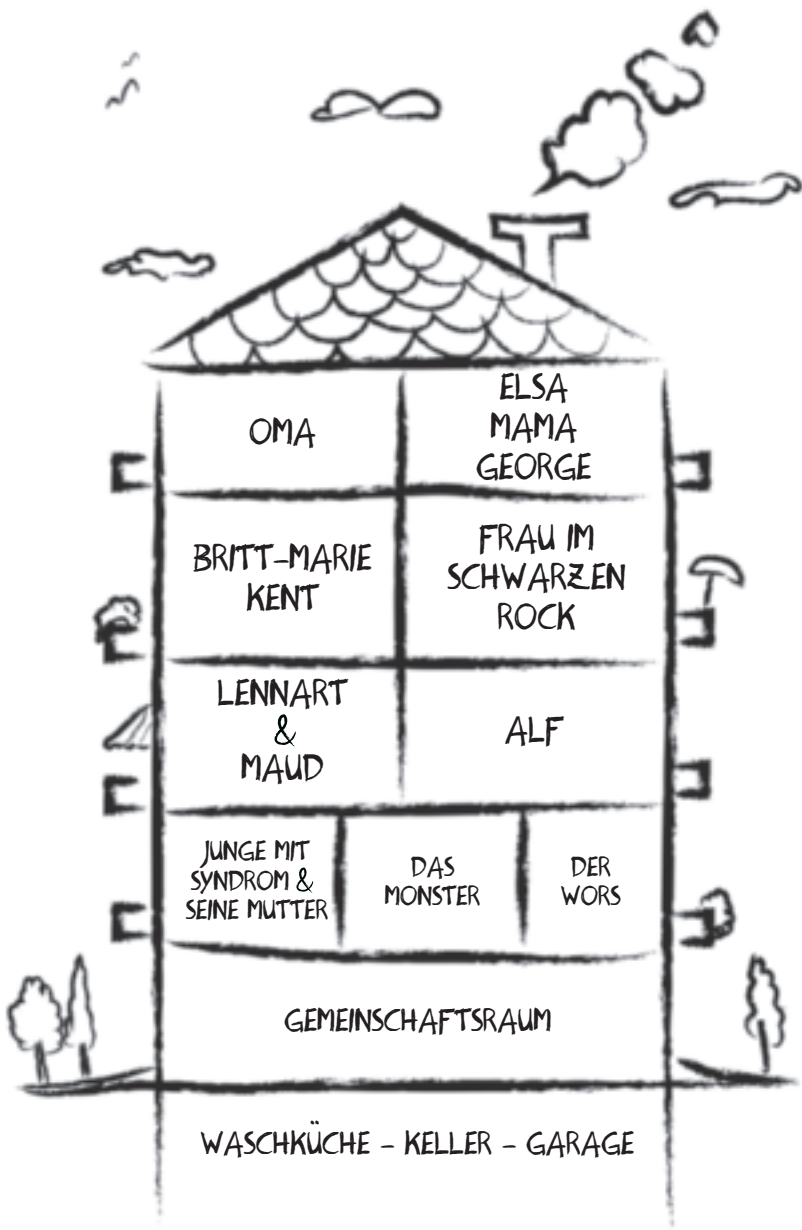 OMA
ELSA
MAMA
GEORGE
BRITT-MARIE
KENT
FRAU IM
SCHWARZEN
ROCK
LENNART
&
MAUD
ALF
JUNGE MIT
SYNDROM &
SEINE MUTTER
DAS
MONSTER
DER
WORS
GEMEINSCHAFTSRAUM
WASCHKÜCHE – KELLER – GARAGE